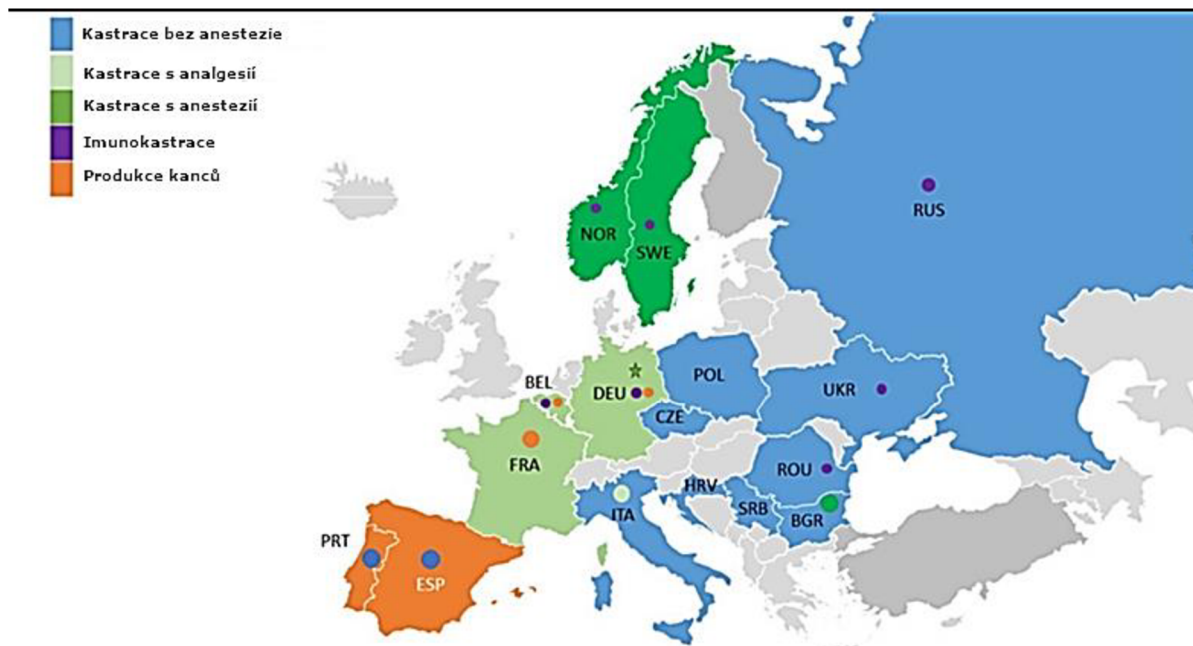 Kastrace bez anestezie
Kastrace s analgesií
Kastrace s anestezií
Imunokastrace
Produkce kanců
RUS
NOR
SWE
BEL
DEU
POL
UKR
CZE
FRA
ROU
HRV
ITA
SRB
BGR
PRT
ESP